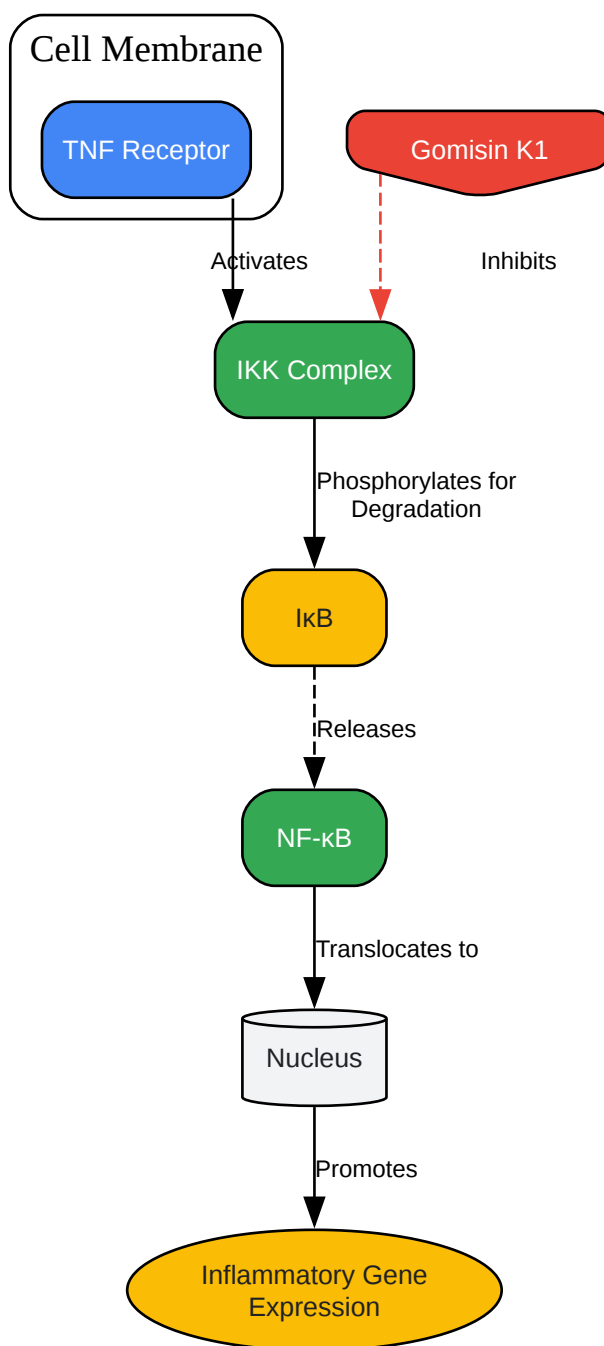 Cell Membrane
TNF Receptor
Gomisin K1
Activates
Inhibits
IKK Complex
Phosphorylates for
Degradation
IκB
Releases
NF-κB
Translocates to
Nucleus
Promotes
Inflammatory Gene
Expression